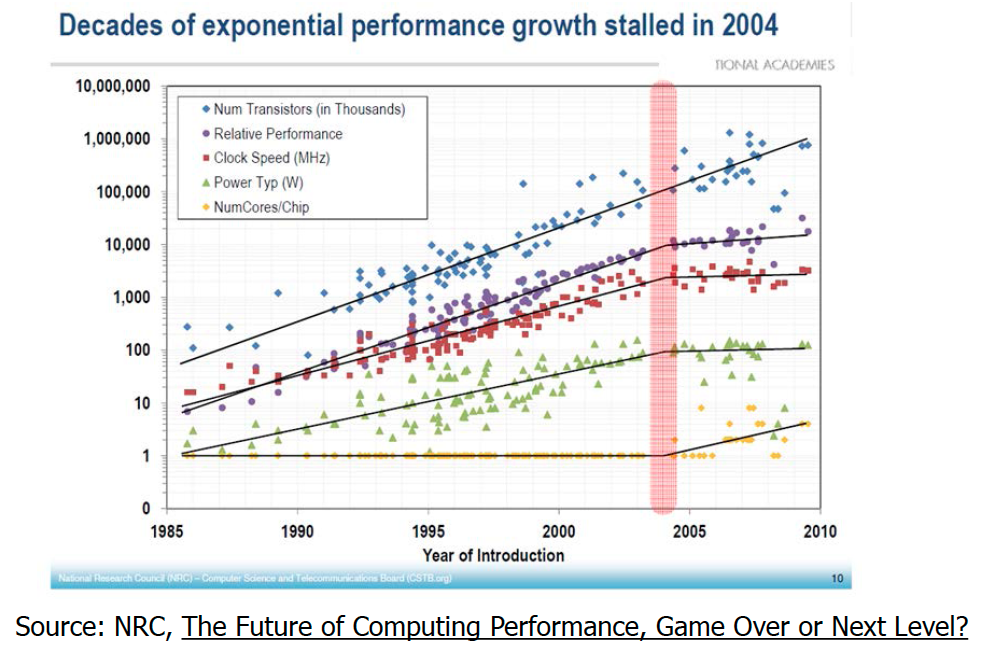 Decades of exponential performance growth stalled in 2004
TIONAL ACADEMIES
10,000,000
1,000,000
100,000
10,000
1,000
100
10
1
0
Num Transistors (in Thousands)
Relative Performance
Clock Speed (MHz)
Power Typ (W)
NumCores/Chip
1985 1990 1995 2000 2005 2010
Year of Introduction
National Research Council (NRC) – Computer Science and Telecommunications Board (CSTB.org) 10
Source: NRC, The Future of Computing Performance, Game Over or Next Level?